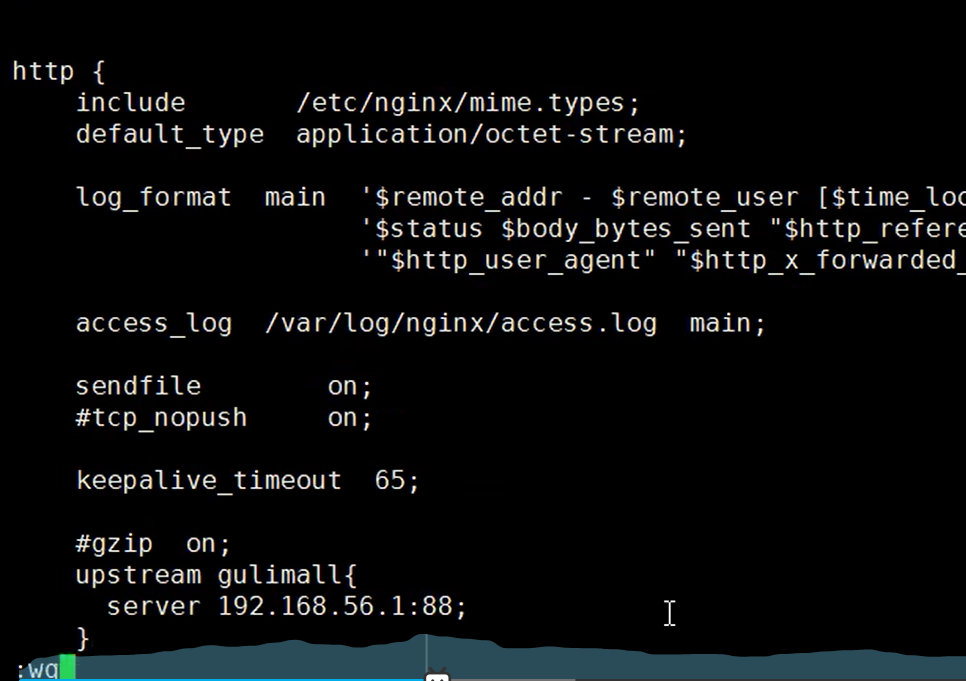 http {
    include       /etc/nginx/mime.types;
    default_type  application/octet-stream;
    log_format  main  '$remote_addr - $remote_user [$time_loc
                      '$status $body_bytes_sent "$http_refere
                      '"$http_user_agent" "$http_x_forwarded_
    access_log  /var/log/nginx/access.log  main;
    sendfile        on;
    #tcp_nopush     on;
    keepalive_timeout  65;
    #gzip  on;
    upstream gulimall{
      server 192.168.56.1:88;
    }
:wq